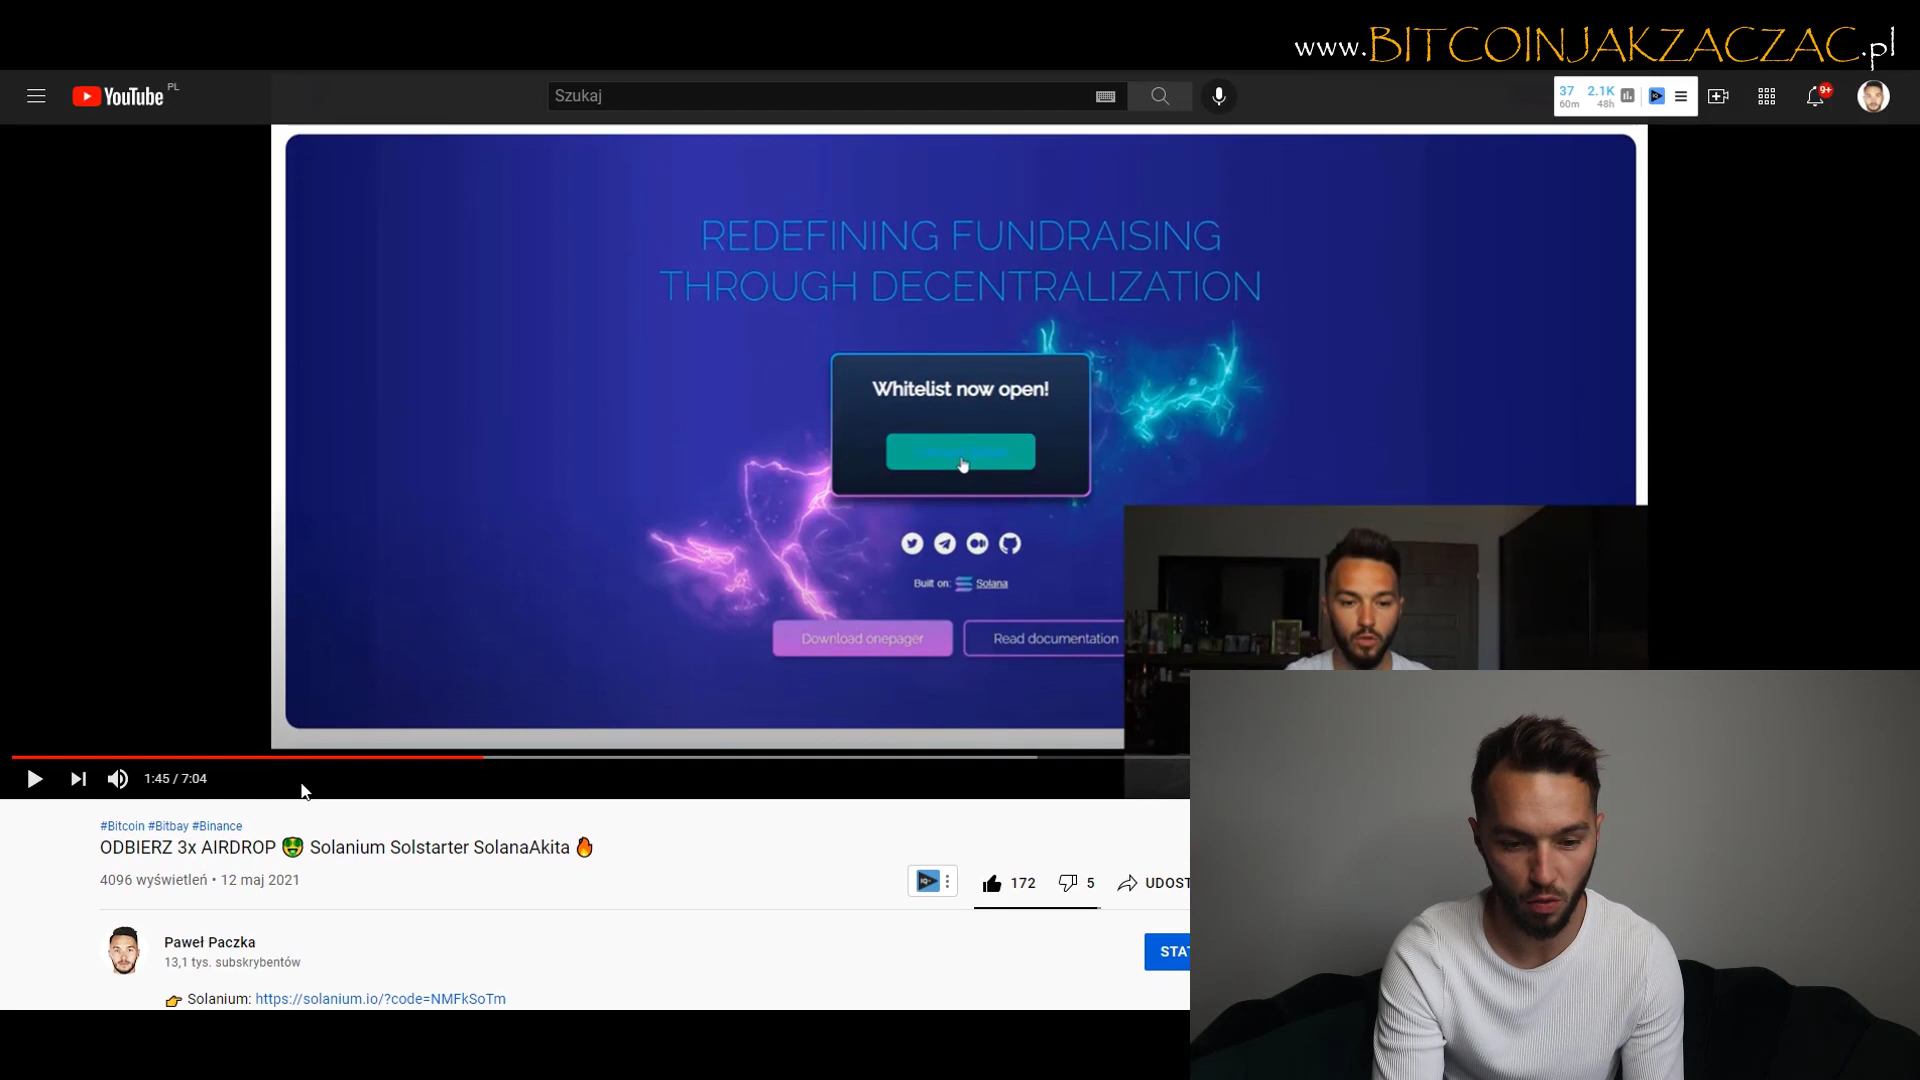 www.BITCOINJAKZACZAC.pl
YouTube PL
Szukaj
37 2.1K
60m 48h
9+
REDEFINING FUNDRAISING
THROUGH DECENTRALIZATION
Whitelist now open!
Built on: Solana
Download onepager
Read documentation
1:45 / 7:04
#Bitcoin #Bitbay #Binance
ODBIERZ 3x AIRDROP 🤑 Solanium Solstarter SolanaAkita 🔥
4096 wyświetleń • 12 maj 2021
172
5
UDOST
Paweł Paczka
13,1 tys. subskrybentów
STAT
👉 Solanium: https://solanium.io/?code=NMFkSoTm